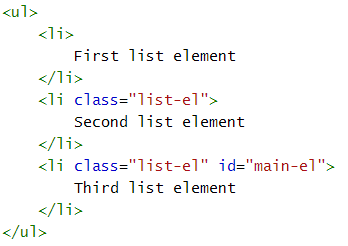 <ul>
    <li>
        First list element
    </li>
    <li class="list-el">
        Second list element
    </li>
    <li class="list-el" id="main-el">
        Third list element
    </li>
</ul>